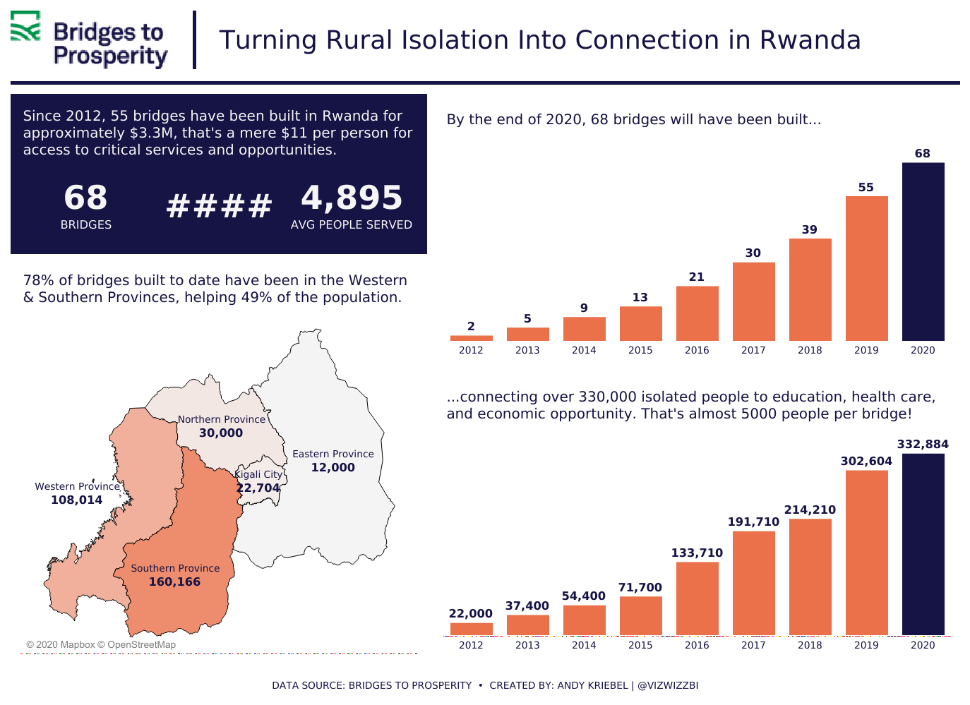 Bridges to
Prosperity
Turning Rural Isolation Into Connection in Rwanda
Since 2012, 55 bridges have been built in Rwanda for
approximately $3.3M, that's a mere $11 per person for
access to critical services and opportunities.
68
BRIDGES
####
4,895
AVG PEOPLE SERVED
78% of bridges built to date have been in the Western
& Southern Provinces, helping 49% of the population.
Northern Province
30,000
Eastern Province
12,000
Kigali City
22,704
Western Province
108,014
Southern Province
160,166
© 2020 Mapbox © OpenStreetMap
By the end of 2020, 68 bridges will have been built...
2
5
9
13
21
30
39
55
68
2012
2013
2014
2015
2016
2017
2018
2019
2020
...connecting over 330,000 isolated people to education, health care,
and economic opportunity. That's almost 5000 people per bridge!
22,000
37,400
54,400
71,700
133,710
191,710
214,210
302,604
332,884
2012
2013
2014
2015
2016
2017
2018
2019
2020
DATA SOURCE: BRIDGES TO PROSPERITY • CREATED BY: ANDY KRIEBEL | @VIZWIZZBI